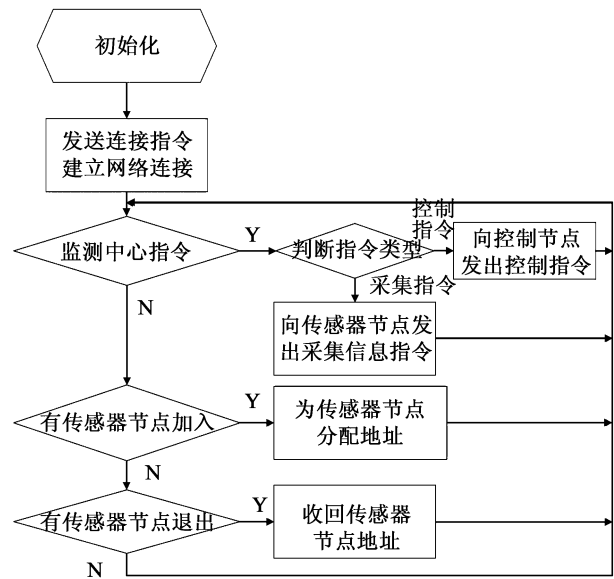 初始化
发送连接指令
建立网络连接
监测中心指令
Y
判断指令类型
控制
指令
向控制节点
发出控制指令
N
采集指令
向传感器节点发
出采集信息指令
有传感器节点加入
Y
为传感器节点
分配地址
N
有传感器节点退出
Y
收回传感器
节点地址
N